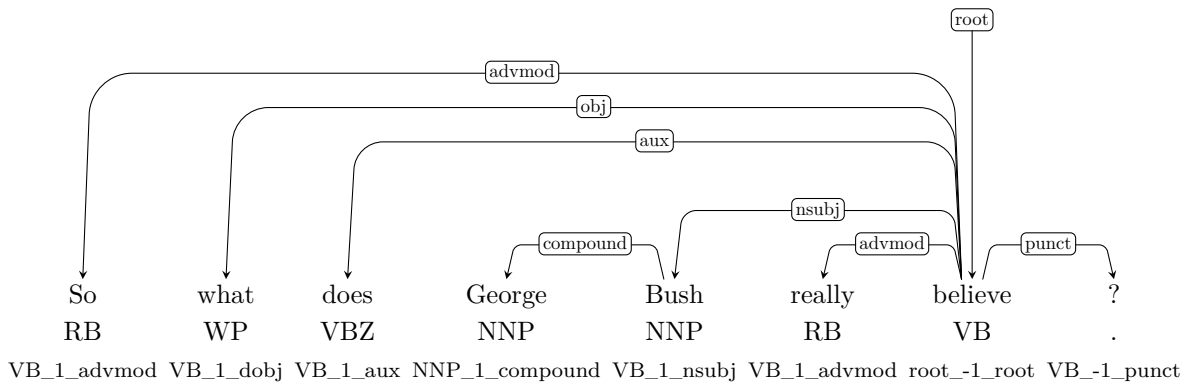 root
advmod
obj
aux
nsubj
compound advmod punct
So what does George Bush really believe ?
RB WP VBZ NNP NNP RB VB .
VB_1_advmod VB_1_dobj VB_1_aux NNP_1_compound VB_1_nsubj VB_1_advmod root_-1_root VB_-1_punct